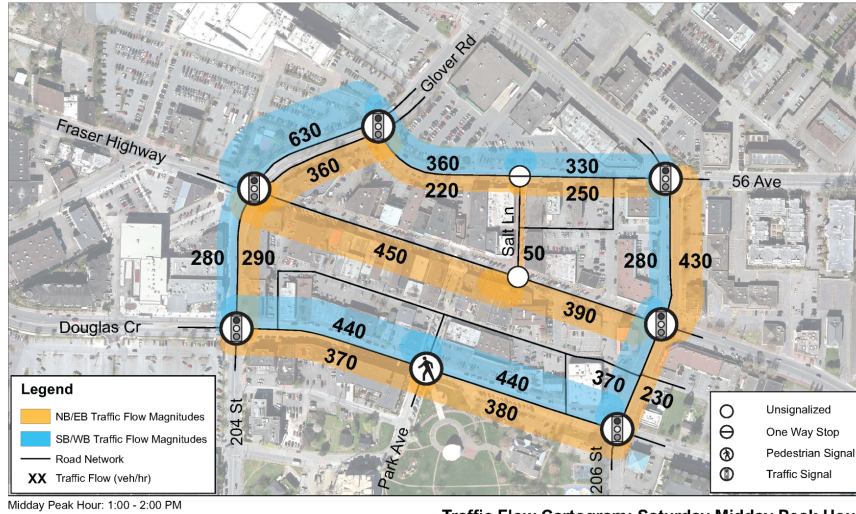 Glover Rd
Fraser Highway
630
360
360
330
220
250
56 Ave
Salt Ln
50
450
280
290
280
430
390
Douglas Cr
440
370
440
370
230
380
204 St
Park Ave
206 St
Legend
NB/EB Traffic Flow Magnitudes
SB/WB Traffic Flow Magnitudes
Road Network
XX Traffic Flow (veh/hr)
Unsignalized
One Way Stop
Pedestrian Signal
Traffic Signal
Midday Peak Hour: 1:00 - 2:00 PM